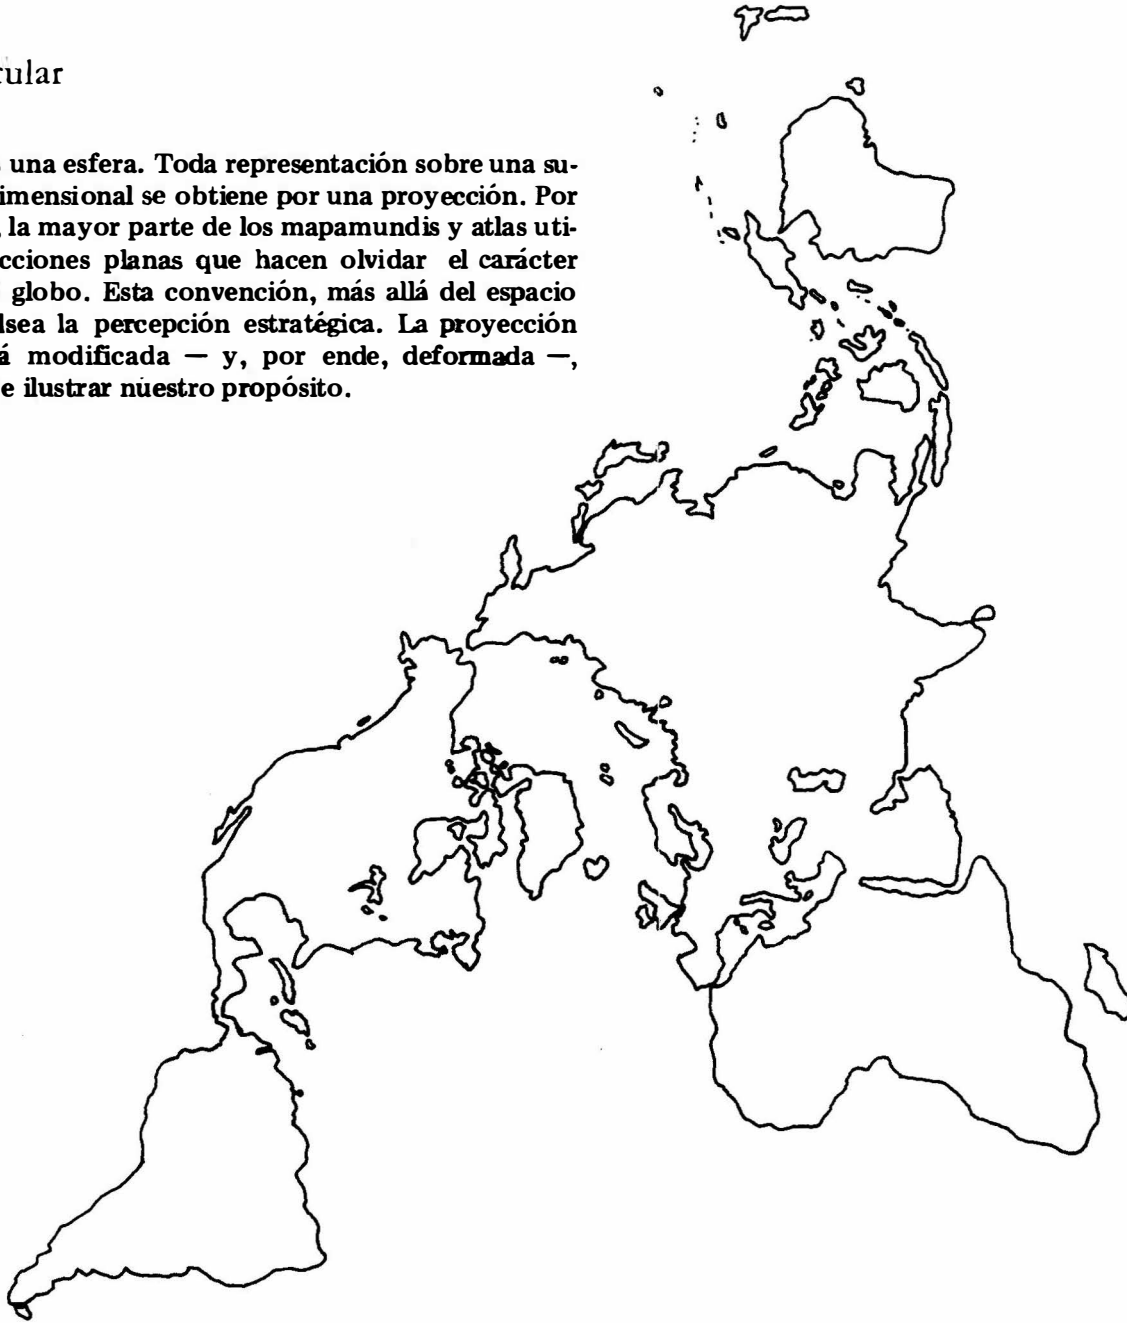 cular
una esfera. Toda representación sobre una su-
imensional se obtiene por una proyección. Por
, la mayor parte de los mapamundis y atlas uti-
cciones planas que hacen olvidar el carácter
globo. Esta convención, más allá del espacio
lsea la percepción estratégica. La proyección
á modificada — y, por ende, deformada —,
e ilustrar nuestro propósito.